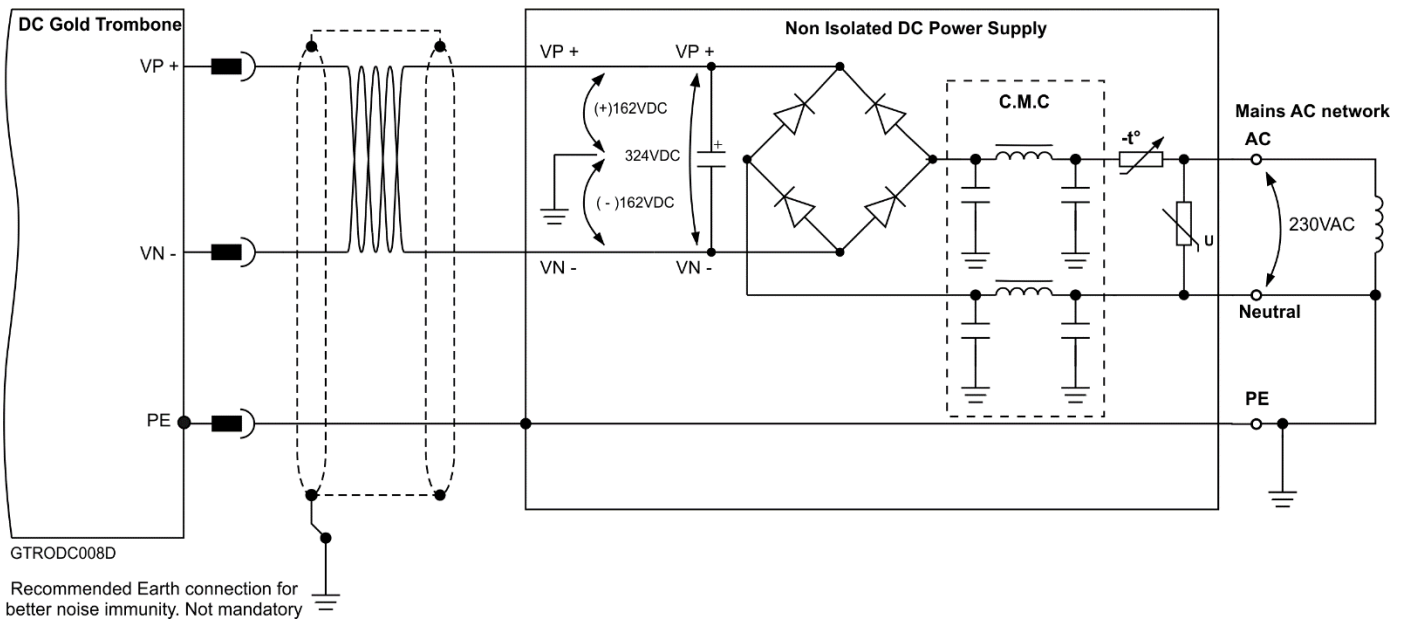 DC Gold Trombone
Non Isolated DC Power Supply
VP +
VP +
VP +
C.M.C
Mains AC network
(+)162VDC
-t°
AC
+
324VDC
( - )162VDC
230VAC
U
VN -
VN -
VN -
Neutral
PE
PE
GTRODC008D
Recommended Earth connection for
better noise immunity. Not mandatory